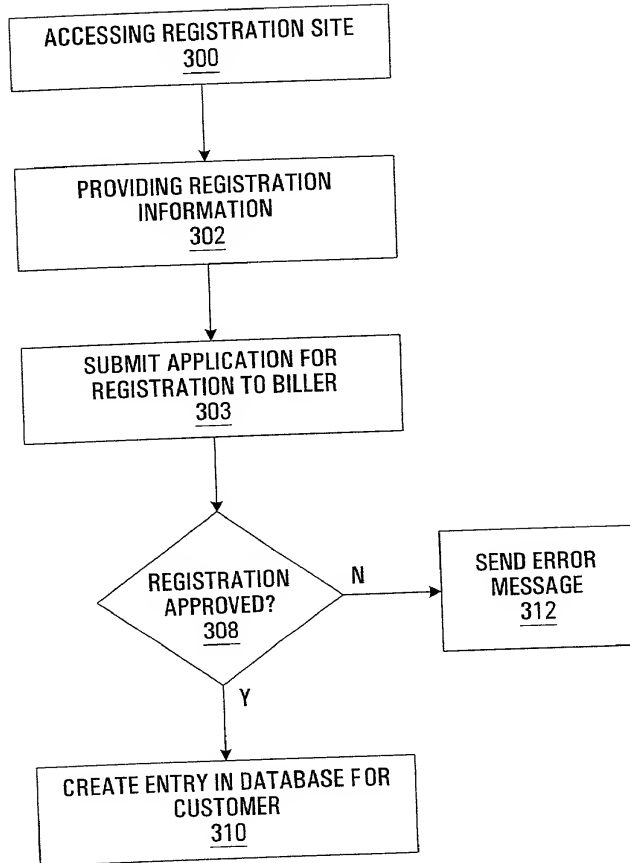 ACCESSING REGISTRATION SITE
300
PROVIDING REGISTRATION
INFORMATION
302
SUBMIT APPLICATION FOR
REGISTRATION TO BILLER
303
REGISTRATION
APPROVED?
308
N
SEND ERROR
MESSAGE
312
Y
CREATE ENTRY IN DATABASE FOR
CUSTOMER
310